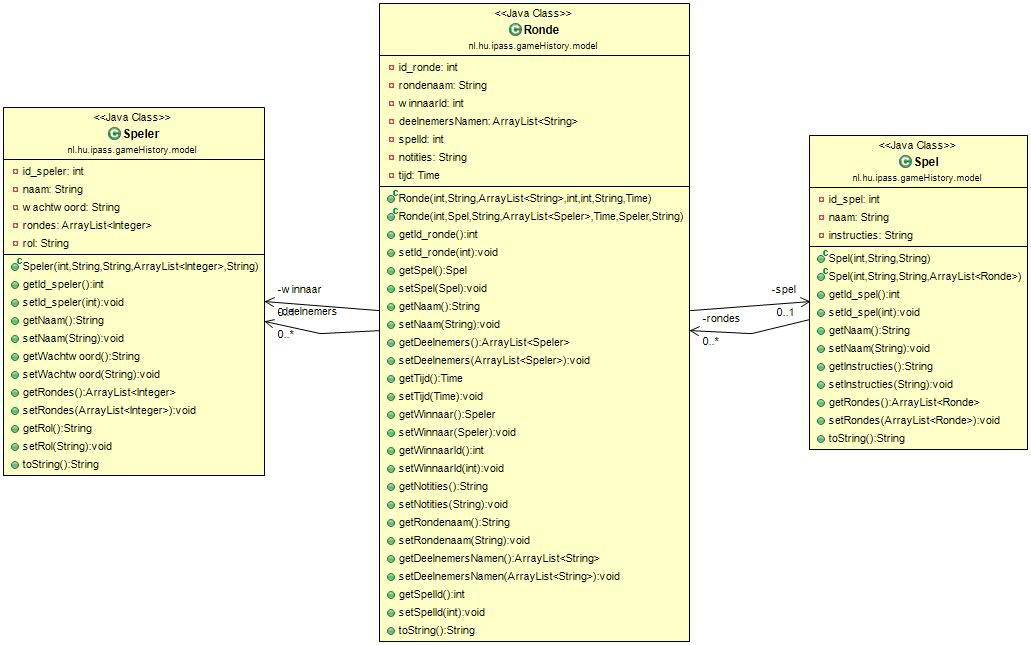 <<Java Class>>
Speler
nl.hu.ipass.gameHistory.model
id_speler: int
naam: String
wachtwoord: String
rondes: ArrayList<Integer>
rol: String
Speler(int,String,String,ArrayList<Integer>,String)
getId_speler():int
setId_speler(int):void
getNaam():String
setNaam(String):void
getWachtwoord():String
setWachtwoord(String):void
getRondes():ArrayList<Integer>
setRondes(ArrayList<Integer>):void
getRol():String
setRol(String):void
toString():String
-winnaar
0..1
-deelnemers
0..*
<<Java Class>>
Ronde
nl.hu.ipass.gameHistory.model
id_ronde: int
rondenaam: String
winnaarId: int
deelnemersNamen: ArrayList<String>
spelId: int
notities: String
tijd: Time
Ronde(int,String,ArrayList<String>,int,int,String,Time)
Ronde(int,Spel,String,ArrayList<Speler>,Time,Speler,String)
getId_ronde():int
setId_ronde(int):void
getSpel():Spel
setSpel(Spel):void
getNaam():String
setNaam(String):void
getDeelnemers():ArrayList<Speler>
setDeelnemers(ArrayList<Speler>):void
getTijd():Time
setTijd(Time):void
getWinnaar():Speler
setWinnaar(Speler):void
getWinnaarId():int
setWinnaarId(int):void
getNotities():String
setNotities(String):void
getRondenaam():String
setRondenaam(String):void
getDeelnemersNamen():ArrayList<String>
setDeelnemersNamen(ArrayList<String>):void
getSpelId():int
setSpelId(int):void
toString():String
-spel
0..1
-rondes
0..*
<<Java Class>>
Spel
nl.hu.ipass.gameHistory.model
id_spel: int
naam: String
instructies: String
Spel(int,String,String)
Spel(int,String,String,ArrayList<Ronde>)
getId_spel():int
setId_spel(int):void
getNaam():String
setNaam(String):void
getInstructies():String
setInstructies(String):void
getRondes():ArrayList<Ronde>
setRondes(ArrayList<Ronde>):void
toString():String